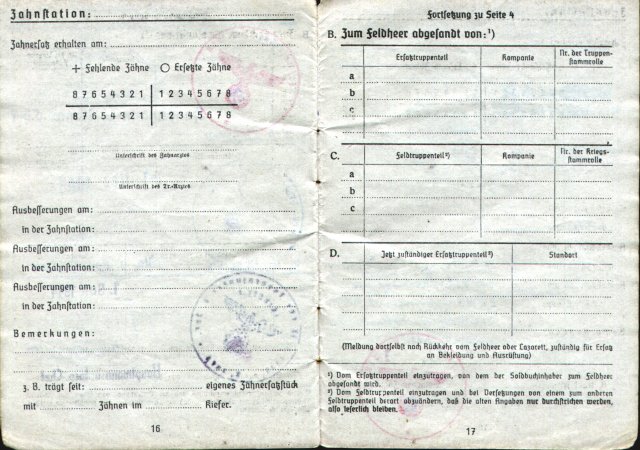 Zahnstation:
Zahnersatz erhalten am:
+ Fehlende Zähne ○ Ersetzte Zähne
8 7 6 5 4 3 2 1 | 1 2 3 4 5 6 7 8
8 7 6 5 4 3 2 1 | 1 2 3 4 5 6 7 8
Unterschrift des Zahnarztes
Unterschrift des Tr.-Arztes
Ausbesserungen am:
in der Zahnstation:
Ausbesserungen am:
in der Zahnstation:
Ausbesserungen am:
in der Zahnstation:
Bemerkungen:
z. B. trägt seit: eigenes Zahnersatzstück
mit Zähnen im Kiefer.
16
Fortsetzung zu Seite 4
B. Zum Feldheer abgesandt von:¹)
Ersatztruppenteil Kompanie Nr. der Truppen-
stammrolle
a
b
c
C. Feldtruppenteil²) Kompanie Nr. der Kriegs-
stammrolle
a
b
c
D. Jetzt zuständiger Ersatztruppenteil²) Standort
(Meldung dortselbst nach Rückkehr vom Feldheer oder Lazarett, zuständig für Ersatz
an Bekleidung und Ausrüstung)
¹) Vom Ersatztruppenteil einzutragen, von dem der Soldbuchinhaber zum Feldheer
abgesandt wird.
²) Vom Feldtruppenteil einzutragen und bei Versetzungen von einem zum anderen
Feldtruppenteil derart abzuändern, daß die alten Angaben nur durchstrichen werden,
also leserlich bleiben.
17